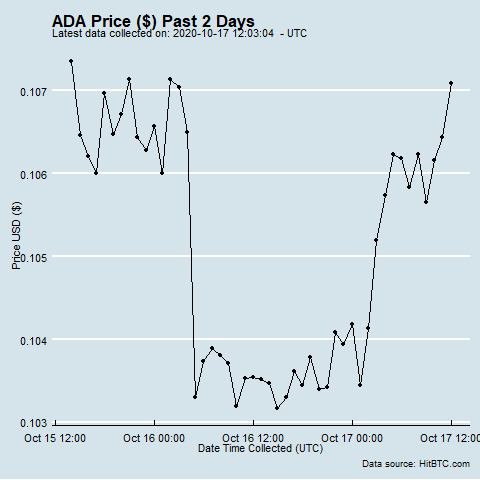 ADA Price ($) Past 2 Days
Latest data collected on: 2020-10-17 12:03:04 - UTC
0.107
0.106
0.105
0.104
0.103
Price USD ($)
Oct 15 12:00
Oct 16 00:00
Oct 16 12:00
Oct 17 00:00
Oct 17 12:00
Date Time Collected (UTC)
Data source: HitBTC.com